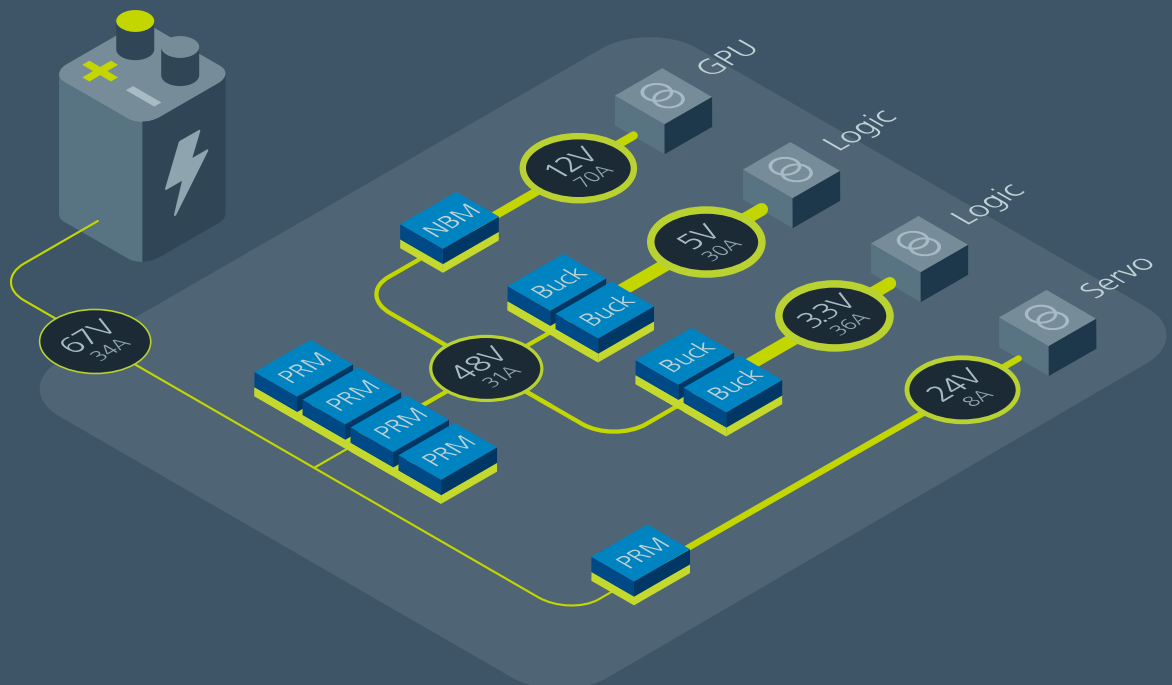 GPU
Logic
Logic
Servo
12V
70A
NBM
5V
30A
Buck
Buck
3.3V
36A
67V
34A
48V
31A
Buck
Buck
PRM
PRM
PRM
PRM
24V
8A
PRM